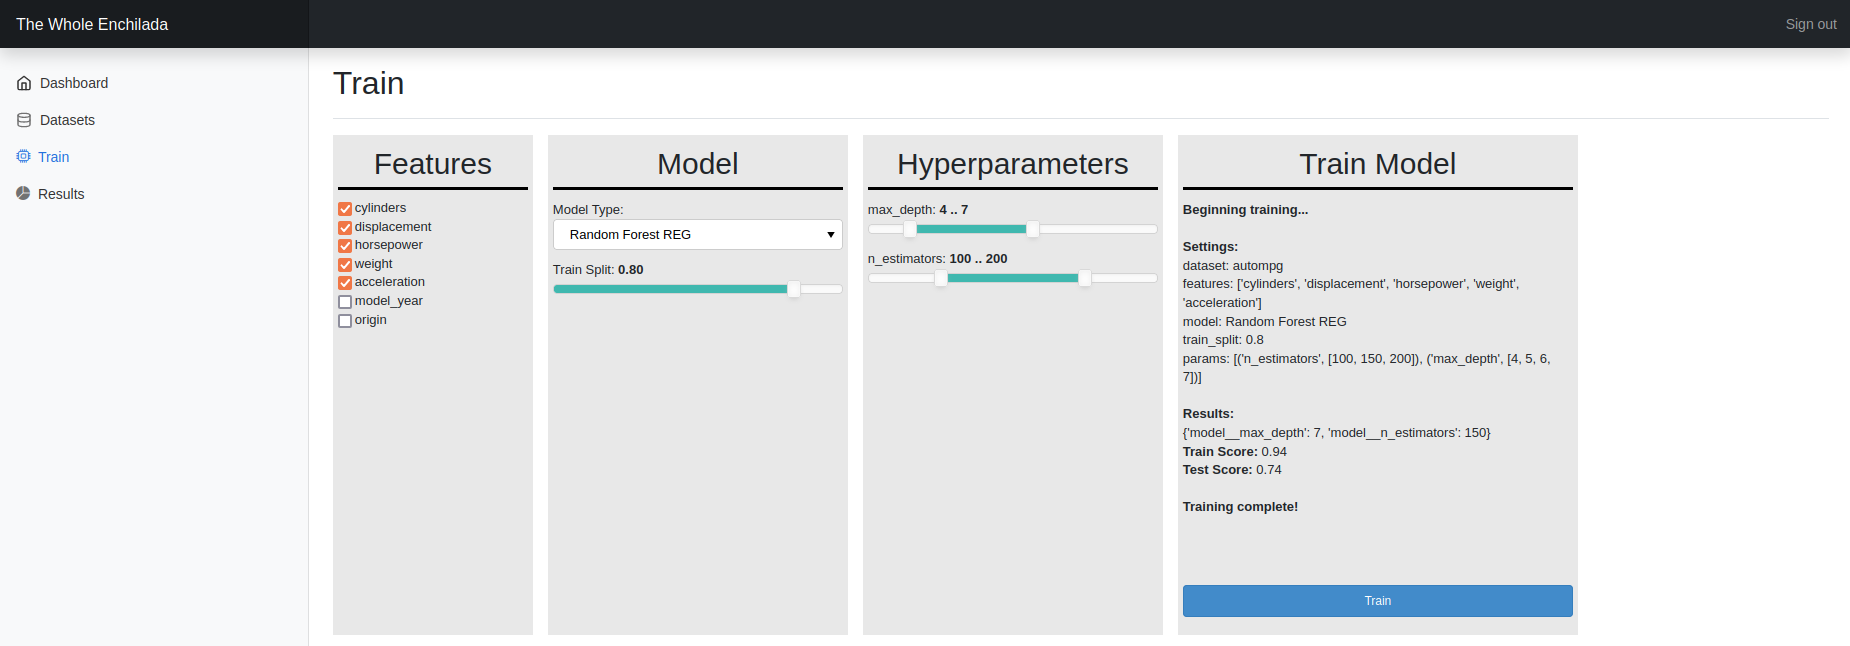 The Whole Enchilada
Sign out
Dashboard
Datasets
Train
Results
Train
Features
cylinders
displacement
horsepower
weight
acceleration
model_year
origin
Model
Model Type:
Random Forest REG
Train Split: 0.80
Hyperparameters
max_depth: 4 .. 7
n_estimators: 100 .. 200
Train Model
Beginning training...
Settings:
dataset: autompg
features: ['cylinders', 'displacement', 'horsepower', 'weight',
'acceleration']
model: Random Forest REG
train_split: 0.8
params: [('n_estimators', [100, 150, 200]), ('max_depth', [4, 5, 6,
7])]
Results:
{'model__max_depth': 7, 'model__n_estimators': 150}
Train Score: 0.94
Test Score: 0.74
Training complete!
Train